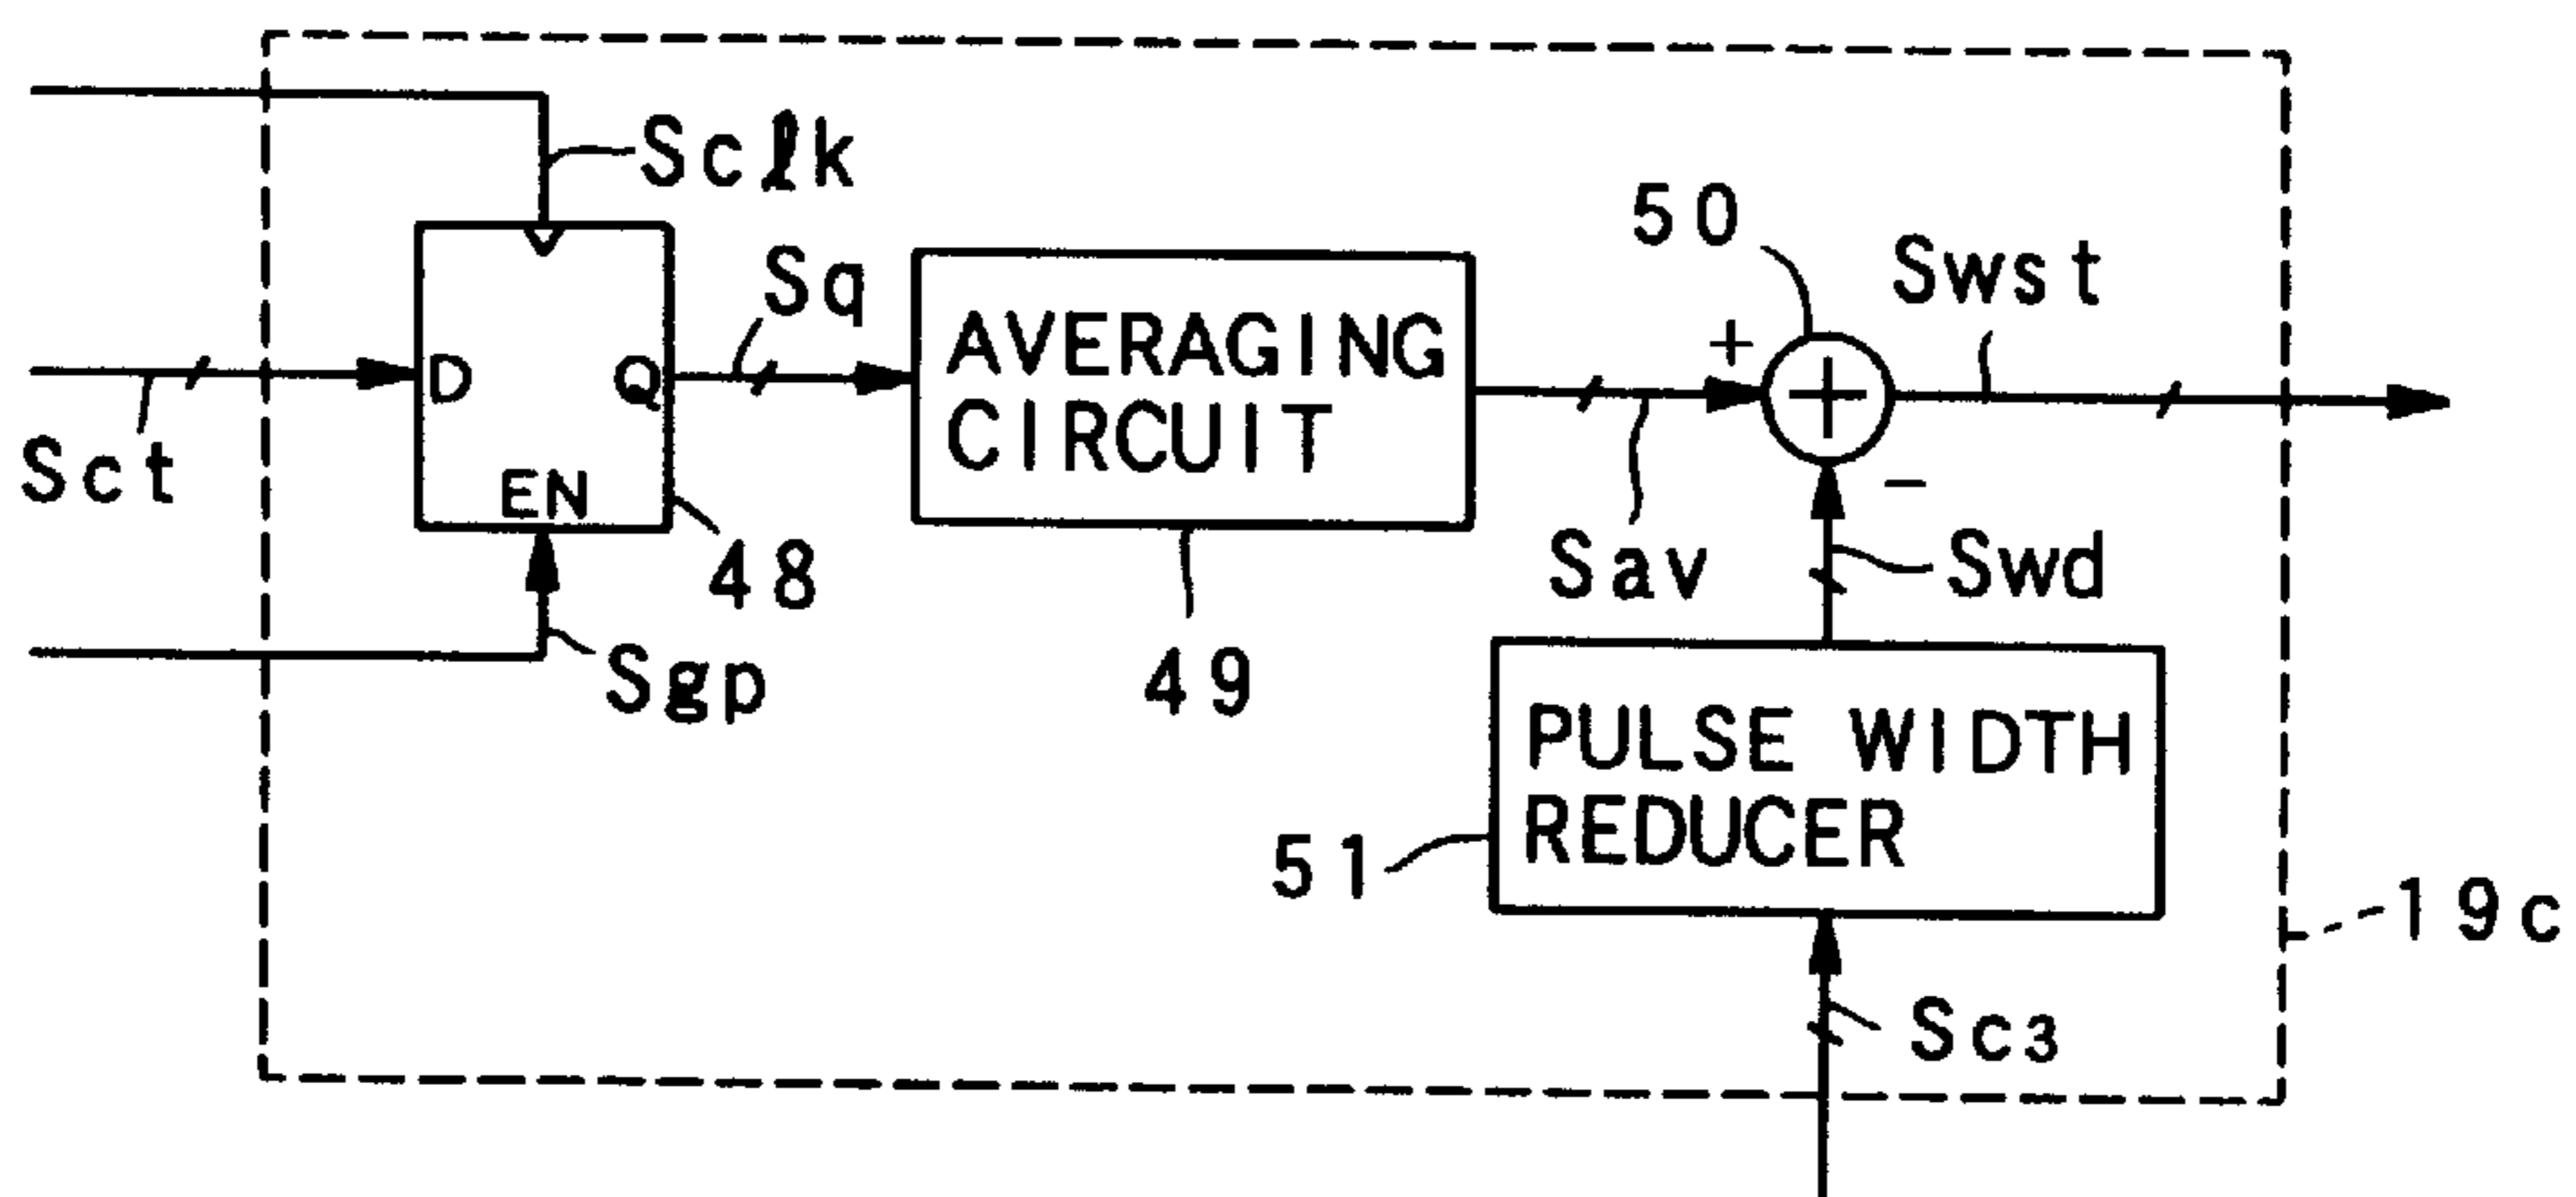 Sclk
50
Sq
Swst
+
AVERAGING
CIRCUIT
D
Q
+
Sct
EN
-
48
Sav
Swd
Sgp
49
PULSE WIDTH
REDUCER
51
19c
Sc3